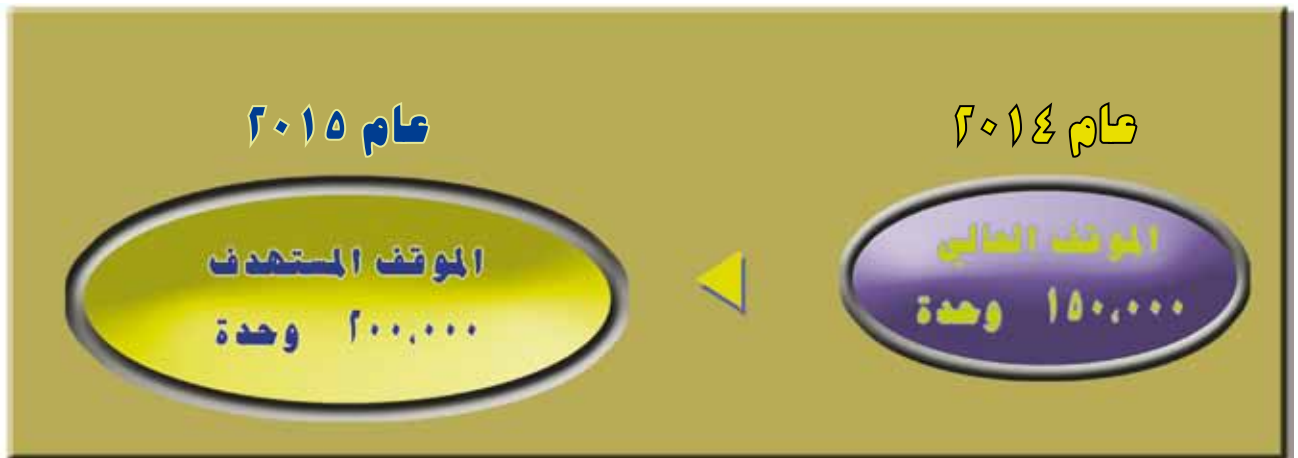 عام ٢٠١٤
الموقف الحالي
١٥٠,٠٠٠ وحدة
عام ٢٠١٥
الموقف المستهدف
٢٠٠,٠٠٠ وحدة